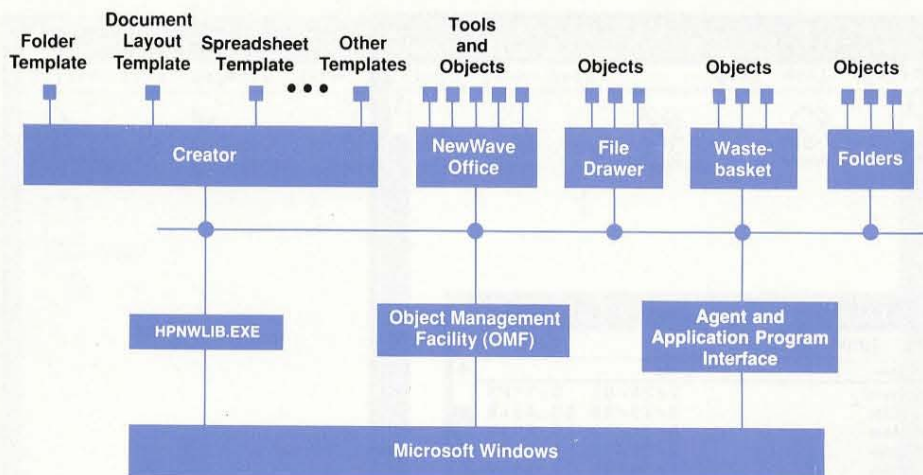 Folder
Template
Document
Layout
Template
Spreadsheet
Template
Other
Templates
Tools
and
Objects
Objects
Objects
Objects
Creator
NewWave
Office
File
Drawer
Waste-
basket
Folders
HPNWLIB.EXE
Object Management
Facility (OMF)
Agent and
Application Program
Interface
Microsoft Windows